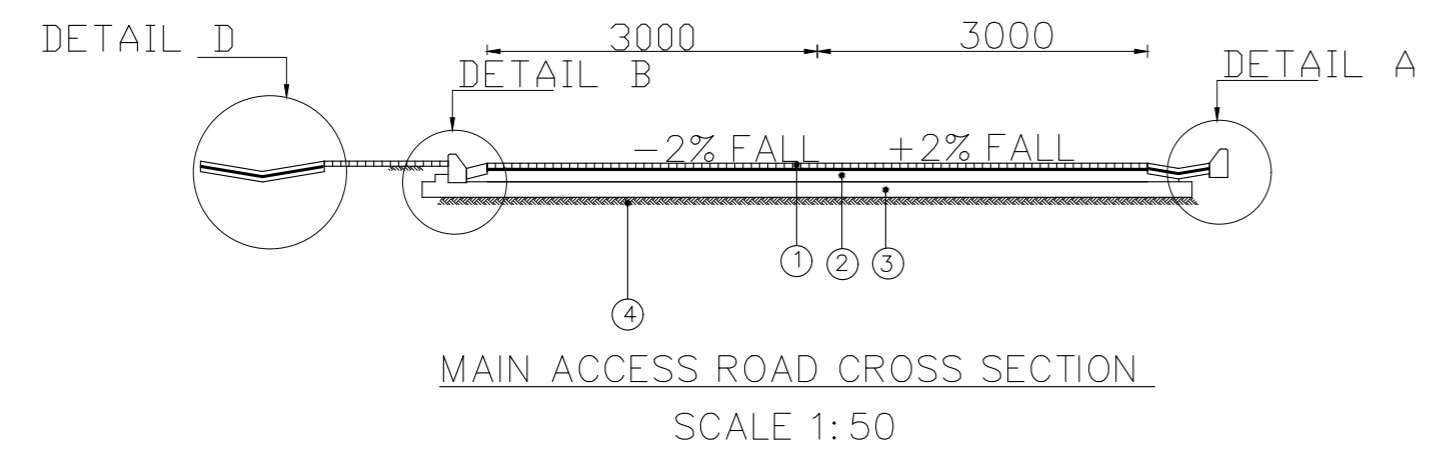 DETAIL D
3000
3000
DETAIL B
DETAIL A
-2% FALL
+2% FALL
1
2
3
4
MAIN ACCESS ROAD CROSS SECTION
SCALE 1:50